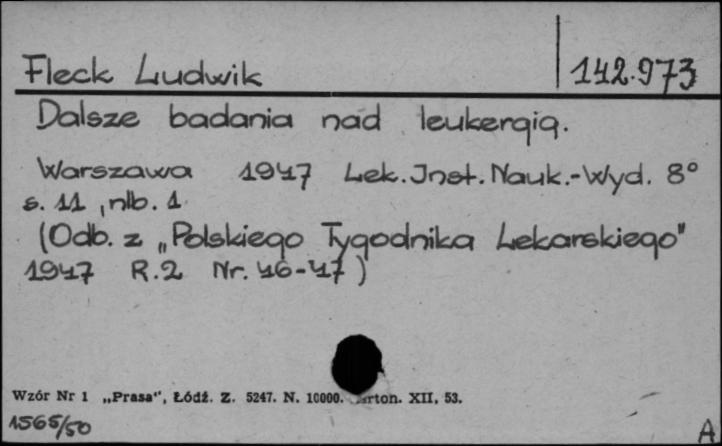 Fleck Ludwik
142.973
Dalsze badania nad leukergią.
Warszawa 1947 Lek. Inst. Nauk.-Wyd. 8°
s. 11, nlb. 1
(Odb. z „Polskiego Tygodnika Lekarskiego"
1947 R.2 Nr. 46-47)
Wzór Nr 1 „Prasa", Łódź. Z. 5247. N. 10000. XII. 53.
1565/50
A